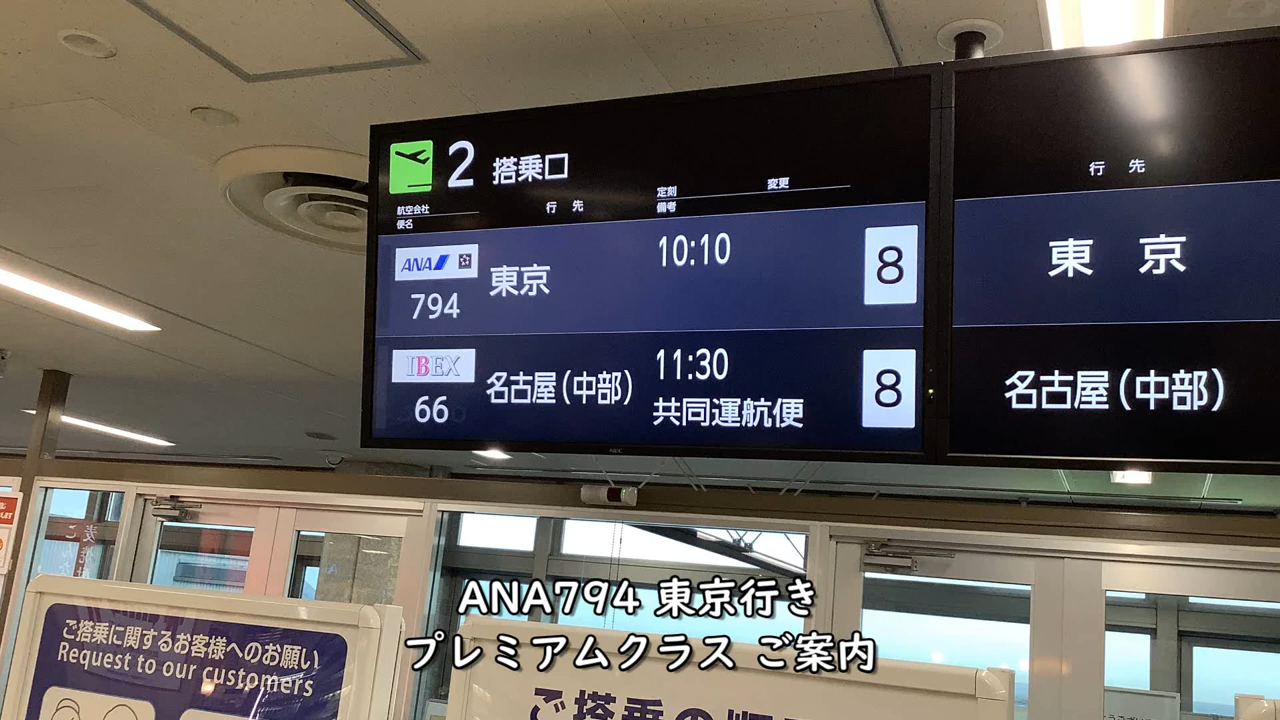 2 搭乗口
航空会社
便名
行 先
定刻
備考
変更
ANA
794
東京
10:10
8
IBEX
66
名古屋(中部)
11:30
共同運航便
8
行 先
東 京
名古屋(中部)
NEC
ANA794 東京行き
プレミアムクラス ご案内
ご搭乗に関するお客様へのお願い
Request to our customers